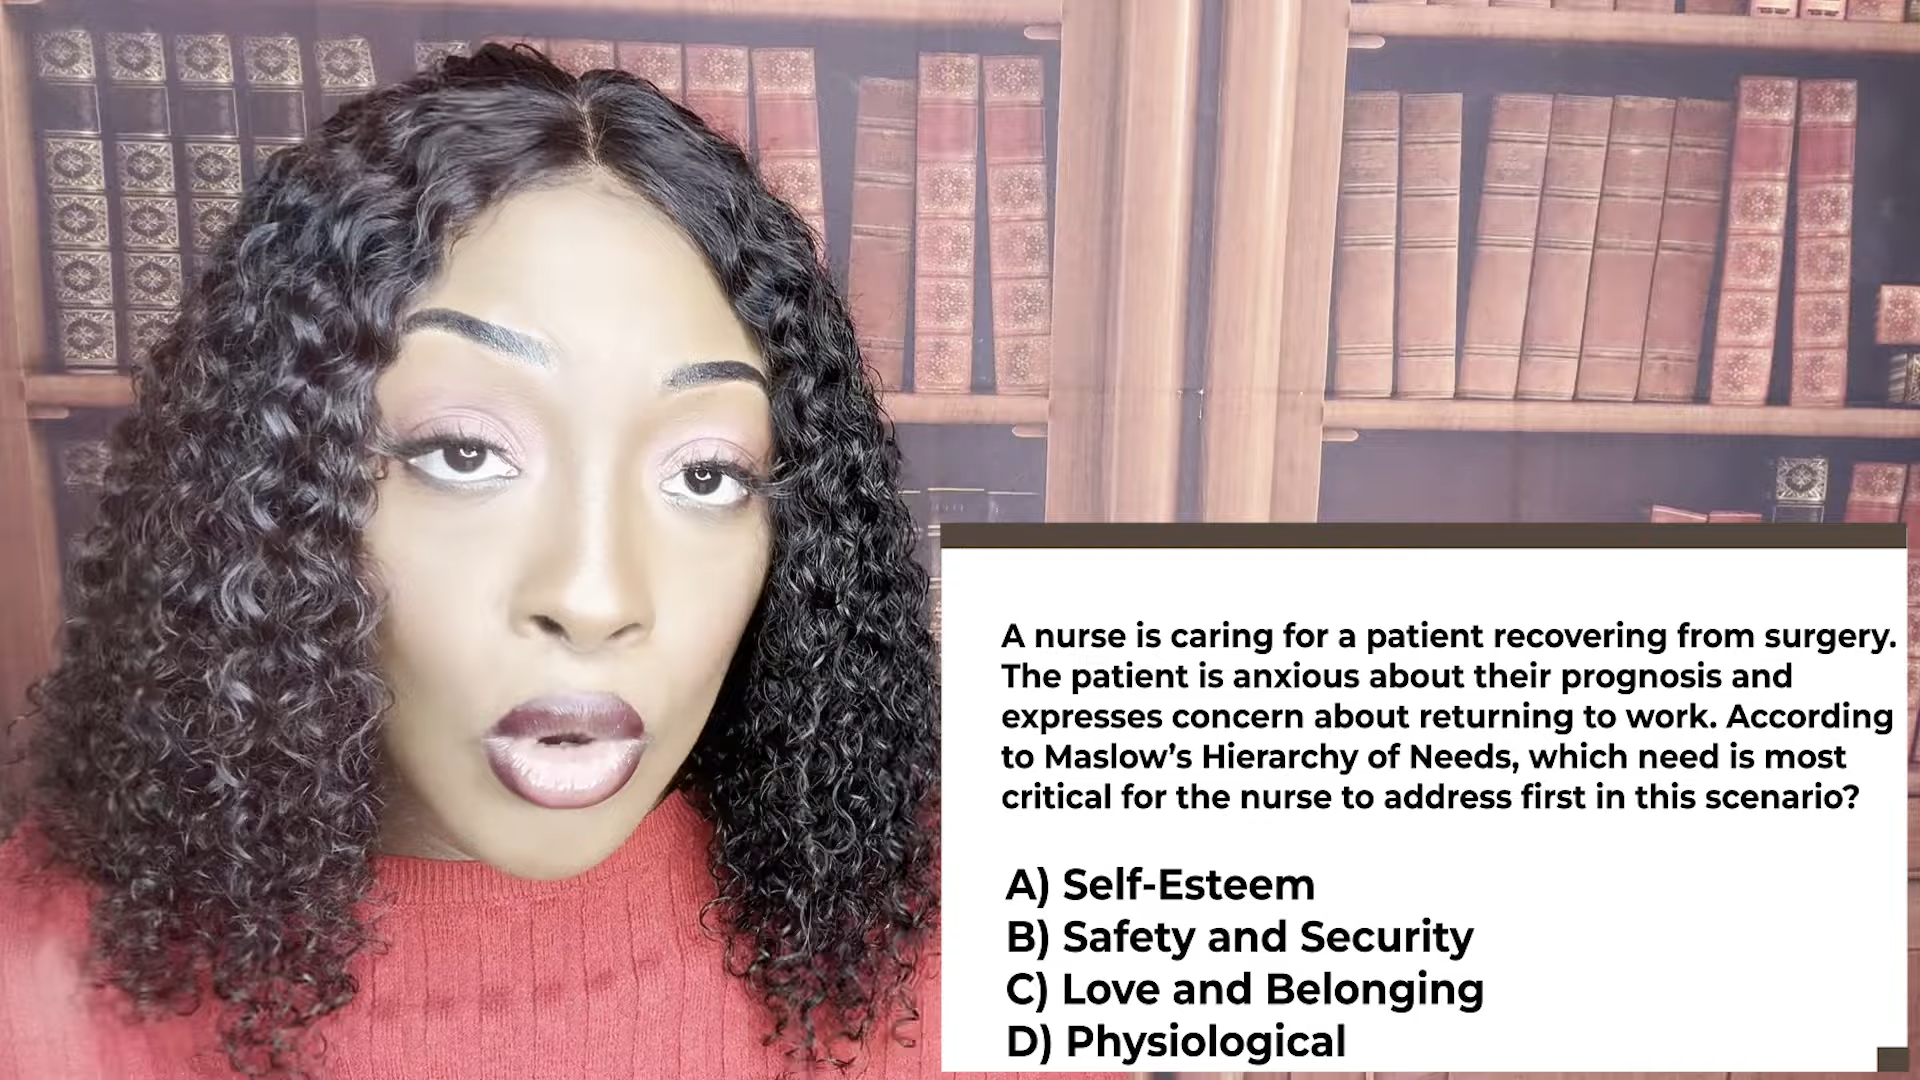 A nurse is caring for a patient recovering from surgery.
The patient is anxious about their prognosis and
expresses concern about returning to work. According
to Maslow’s Hierarchy of Needs, which need is most
critical for the nurse to address first in this scenario?
A) Self-Esteem
B) Safety and Security
C) Love and Belonging
D) Physiological